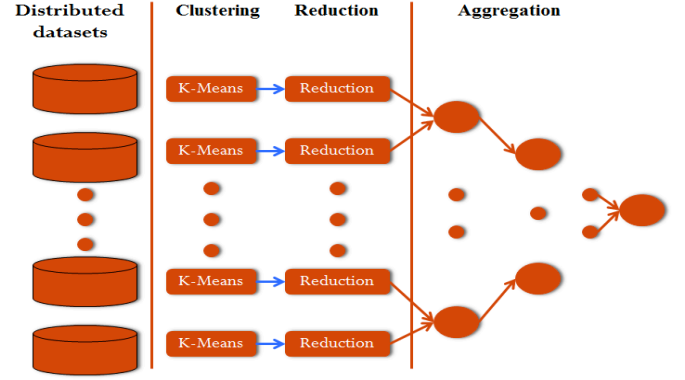 Distributed
datasets
Clustering
Reduction
Aggregation
K-Means
Reduction
K-Means
Reduction
K-Means
Reduction
K-Means
Reduction